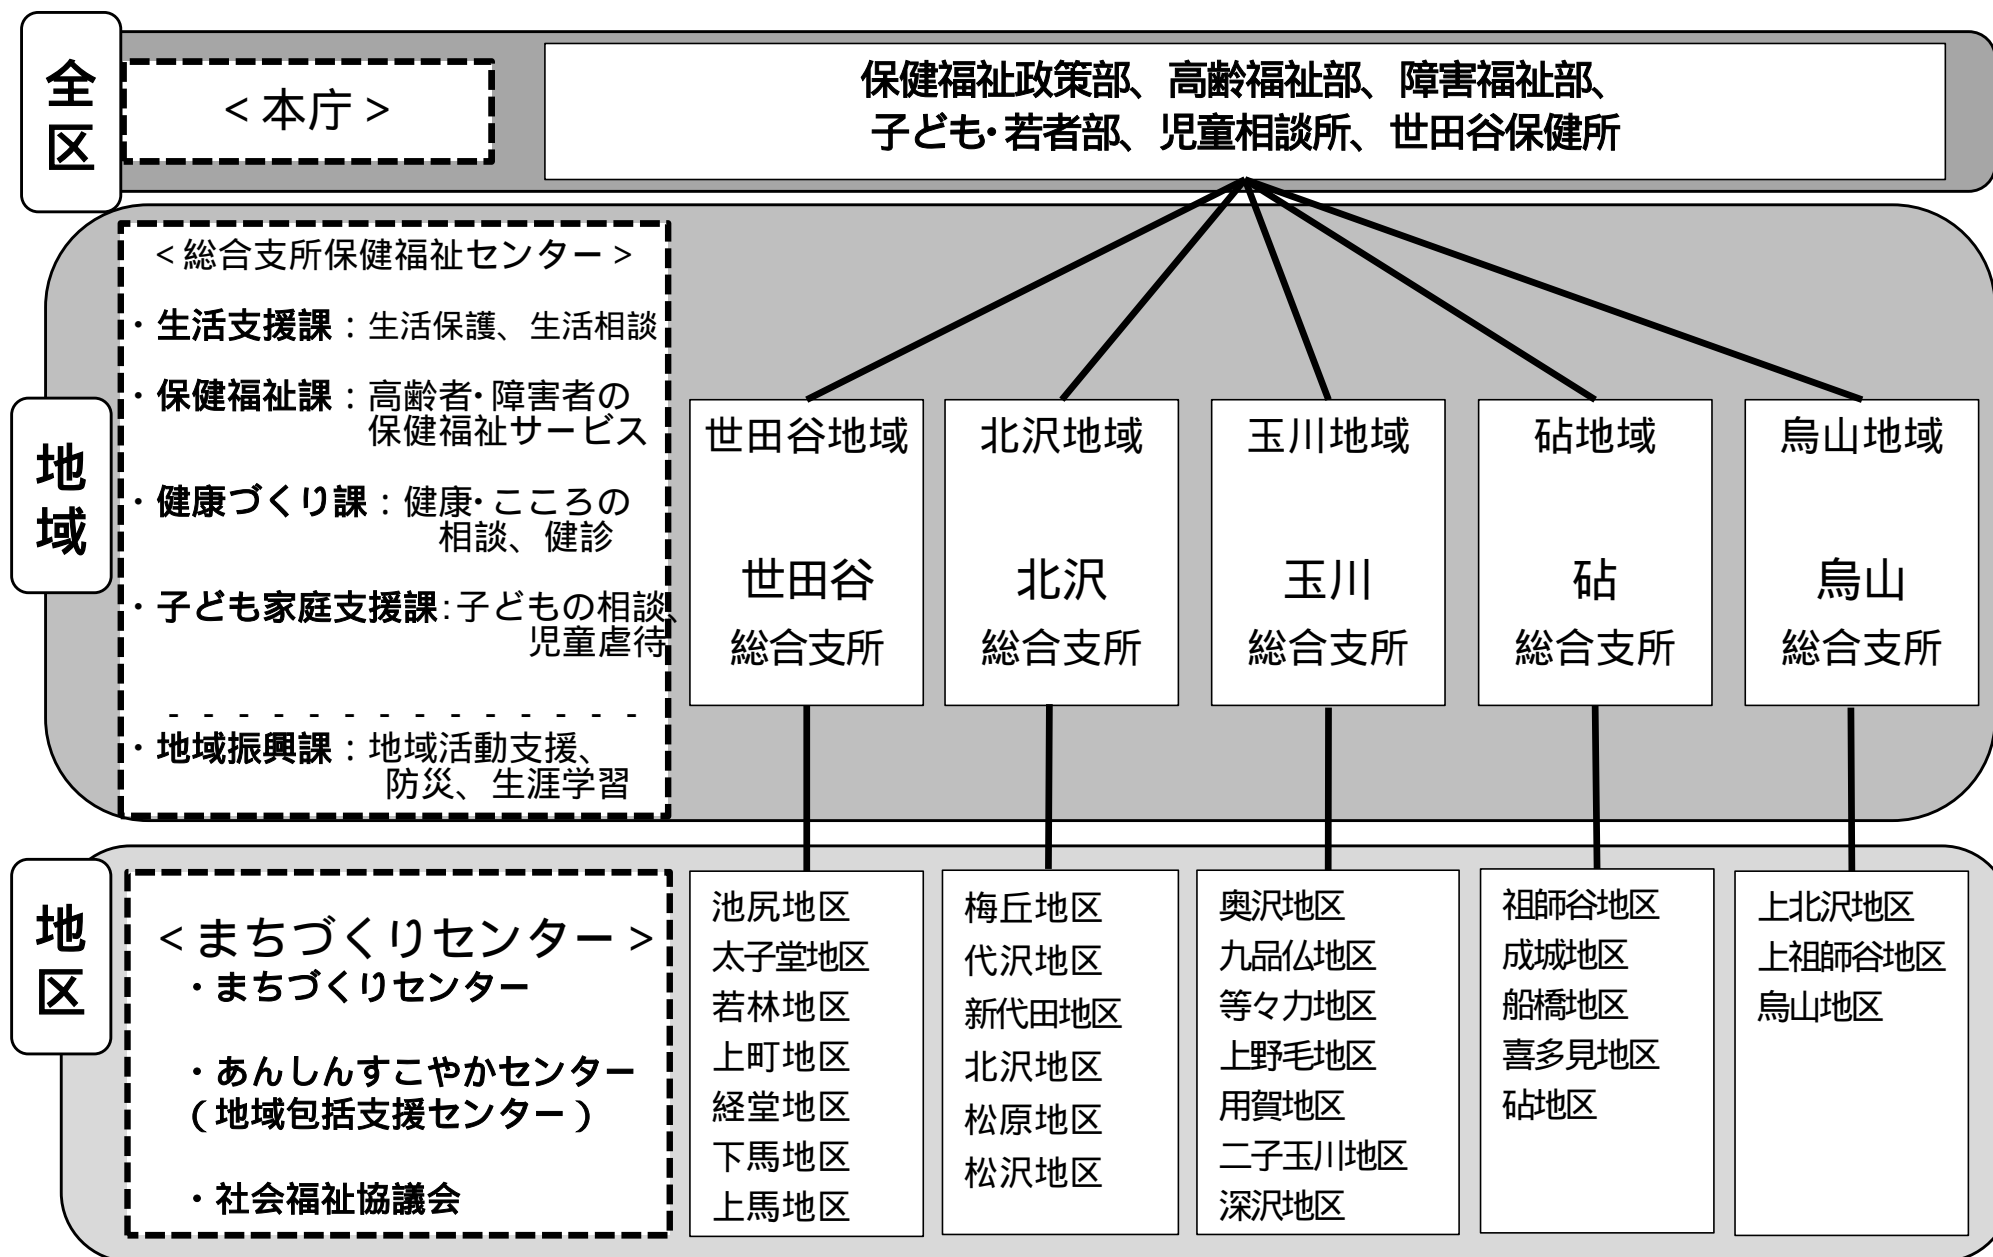 全区
＜本庁＞
保健福祉政策部、高齢福祉部、障害福祉部、
子ども・若者部、児童相談所、世田谷保健所
地域
＜総合支所保健福祉センター＞
・生活支援課：生活保護、生活相談
・保健福祉課：高齢者・障害者の
保健福祉サービス
・健康づくり課：健康・こころの
相談、健診
・子ども家庭支援課：子どもの相談、
児童虐待
- - - - - - - - - - - - - -
・地域振興課：地域活動支援、
防災、生涯学習
世田谷地域
世田谷
総合支所
北沢地域
北沢
総合支所
玉川地域
玉川
総合支所
砧地域
砧
総合支所
烏山地域
烏山
総合支所
地区
＜まちづくりセンター＞
・まちづくりセンター
・あんしんすこやかセンター
（地域包括支援センター）
・社会福祉協議会
池尻地区
太子堂地区
若林地区
上町地区
経堂地区
下馬地区
上馬地区
梅丘地区
代沢地区
新代田地区
北沢地区
松原地区
松沢地区
奥沢地区
九品仏地区
等々力地区
上野毛地区
用賀地区
二子玉川地区
深沢地区
祖師谷地区
成城地区
船橋地区
喜多見地区
砧地区
上北沢地区
上祖師谷地区
烏山地区